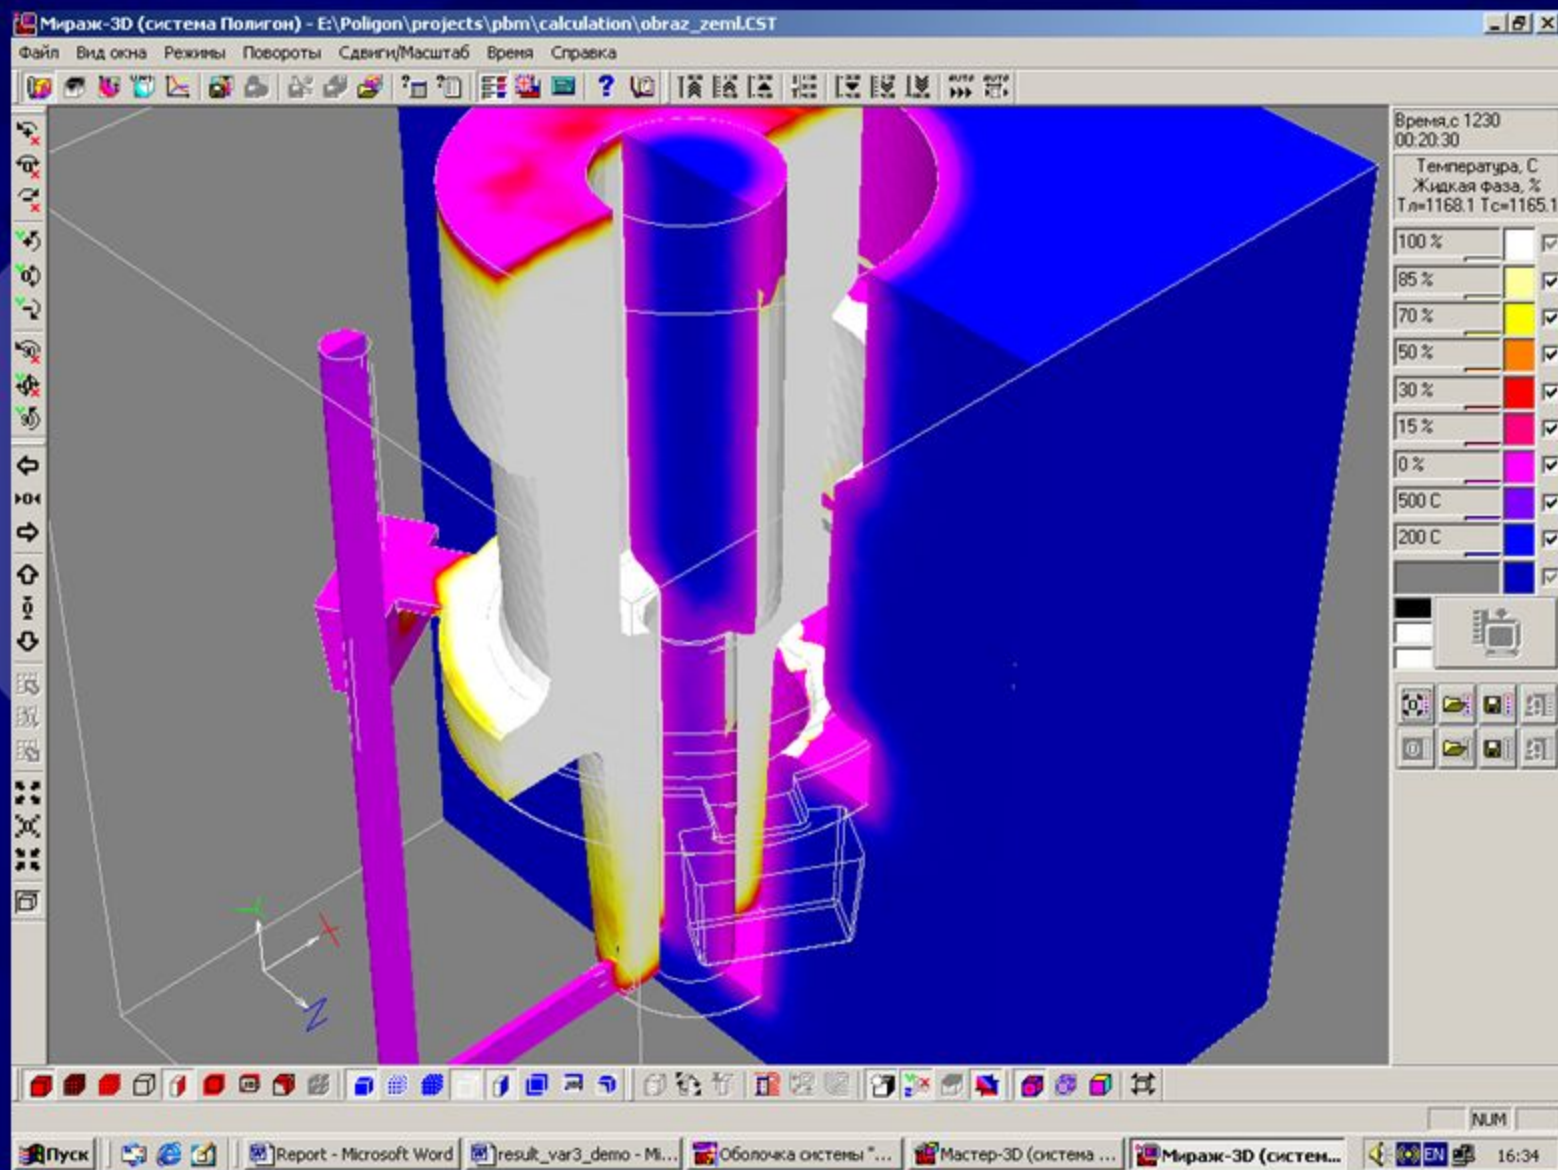 Мираж-3D (система Полигон) - E:\Poligon\projects\pbm\calculation\obraz_zeml.CST
Файл Вид окна Режимы Повороты Сдвиги/Масштаб Время Справка
Время,с 1230
00:20:30
Температура, С
Жидкая фаза, %
Тл=1168.1 Тс=1165.1
100 %
85 %
70 %
50 %
30 %
15 %
0 %
500 C
200 C
X
Z
NUM
Пуск Report - Microsoft Word result_var3_demo - Mi... Оболочка системы "... Мастер-3D (система ... Мираж-3D (систем... EN 16:34